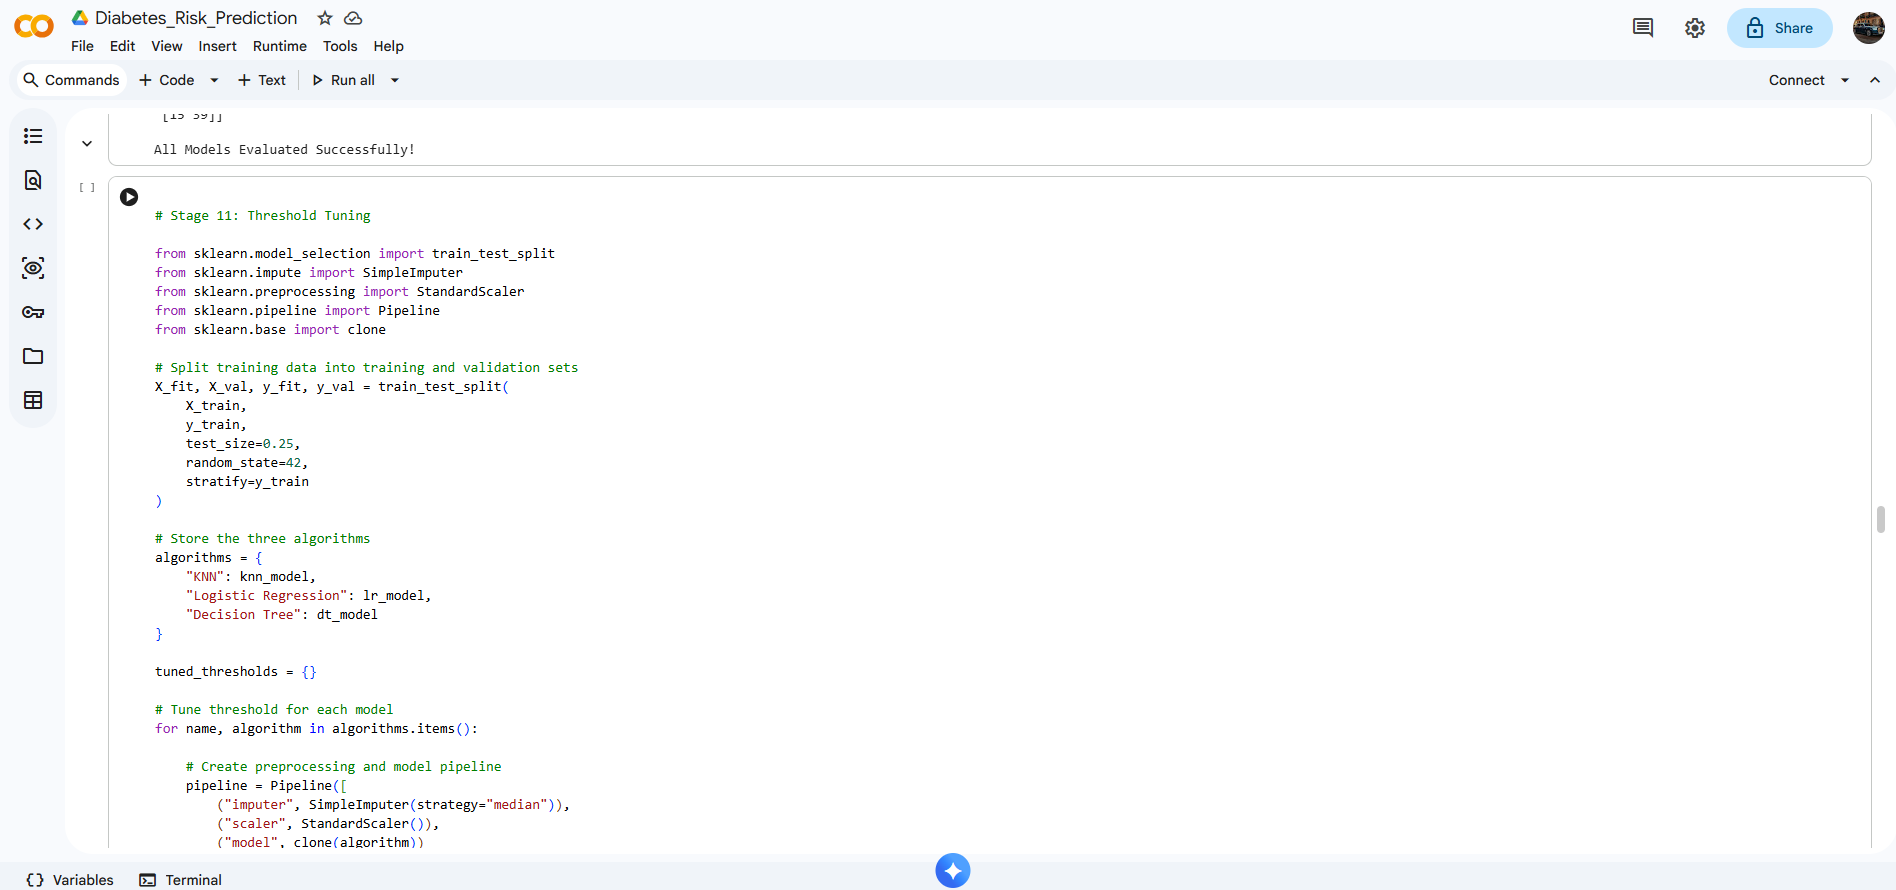 Diabetes_Risk_Prediction
File Edit View Insert Runtime Tools Help
Share
Commands + Code + Text Run all
Connect
[15 39]]
All Models Evaluated Successfully!
[ ]
# Stage 11: Threshold Tuning
from sklearn.model_selection import train_test_split
from sklearn.impute import SimpleImputer
from sklearn.preprocessing import StandardScaler
from sklearn.pipeline import Pipeline
from sklearn.base import clone
# Split training data into training and validation sets
X_fit, X_val, y_fit, y_val = train_test_split(
    X_train,
    y_train,
    test_size=0.25,
    random_state=42,
    stratify=y_train
)
# Store the three algorithms
algorithms = {
    "KNN": knn_model,
    "Logistic Regression": lr_model,
    "Decision Tree": dt_model
}
tuned_thresholds = {}
# Tune threshold for each model
for name, algorithm in algorithms.items():
    # Create preprocessing and model pipeline
    pipeline = Pipeline([
        ("imputer", SimpleImputer(strategy="median")),
        ("scaler", StandardScaler()),
        ("model", clone(algorithm))
{} Variables Terminal